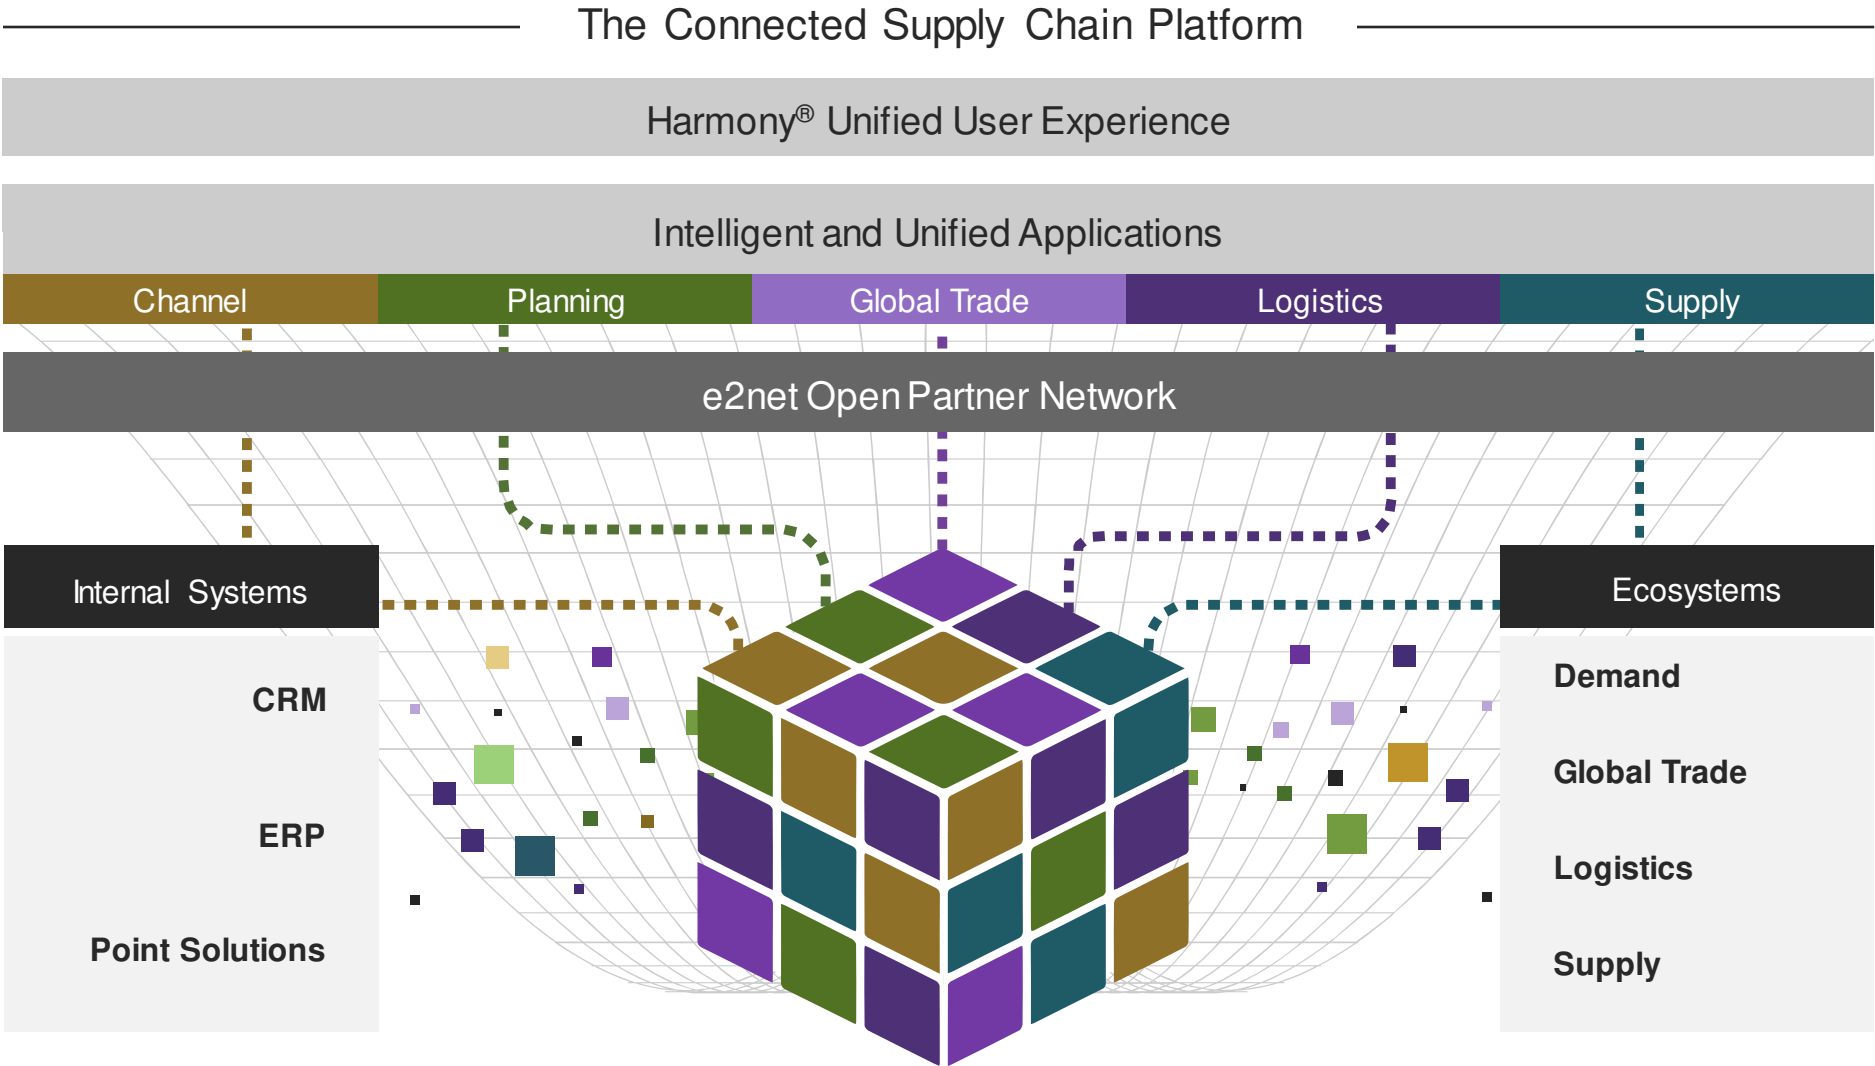 The Connected Supply Chain Platform
Harmony® Unified User Experience
Intelligent and Unified Applications
Channel
Planning
Global Trade
Logistics
Supply
e2net Open Partner Network
Internal Systems
CRM
ERP
Point Solutions
Ecosystems
Demand
Global Trade
Logistics
Supply